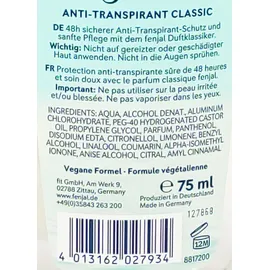 ANTI-TRANSPIRANT CLASSIC
DE 48h sicherer Anti-Transpirant-Schutz und
sanfte Pflege mit dem fenjal Duftklassiker.
Wichtig: Nicht auf gereizter oder geschädigter
Haut anwenden. Nicht in die Augen sprühen.
FR Protection anti-transpirante sûre de 48 heures
et soin doux avec le parfum classique fenjal.
Important: Ne pas utiliser sur la peau irritée
et/ou blessée. Ne pas vaporiser dans les yeux.
INGREDIENTS: AQUA, ALCOHOL DENAT., ALUMINUM
CHLOROHYDRATE, PEG-40 HYDROGENATED CASTOR
OIL, PROPYLENE GLYCOL, PARFUM, PANTHENOL,
DISODIUM EDTA, CITRONELLOL, LIMONENE, BENZYL
ALCOHOL, LINALOOL, COUMARIN, ALPHA-ISOMETHYL
IONONE, ANISE ALCOHOL, CITRAL, AMYL CINNAMAL
Vegane Formel - Formule végétalienne
fit GmbH, Am Werk 9,
02788 Zittau, Germany
www.fenjal.de
+49(0)35843 263 200
℮ 75 ml
Produziert in Deutschland
Made in Germany
12786B
4 013162 027934
12M
8817200